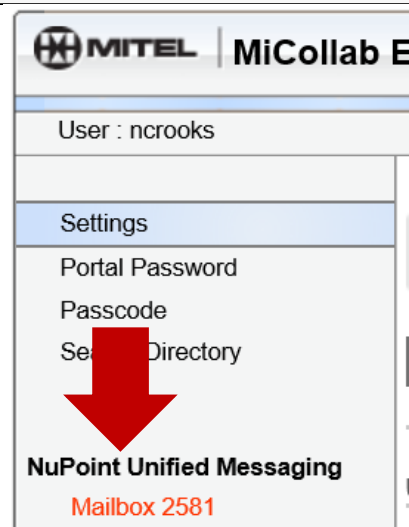 MITEL MiCollab E
User : ncrooks
Settings
Portal Password
Passcode
Directory
NuPoint Unified Messaging
Mailbox 2581